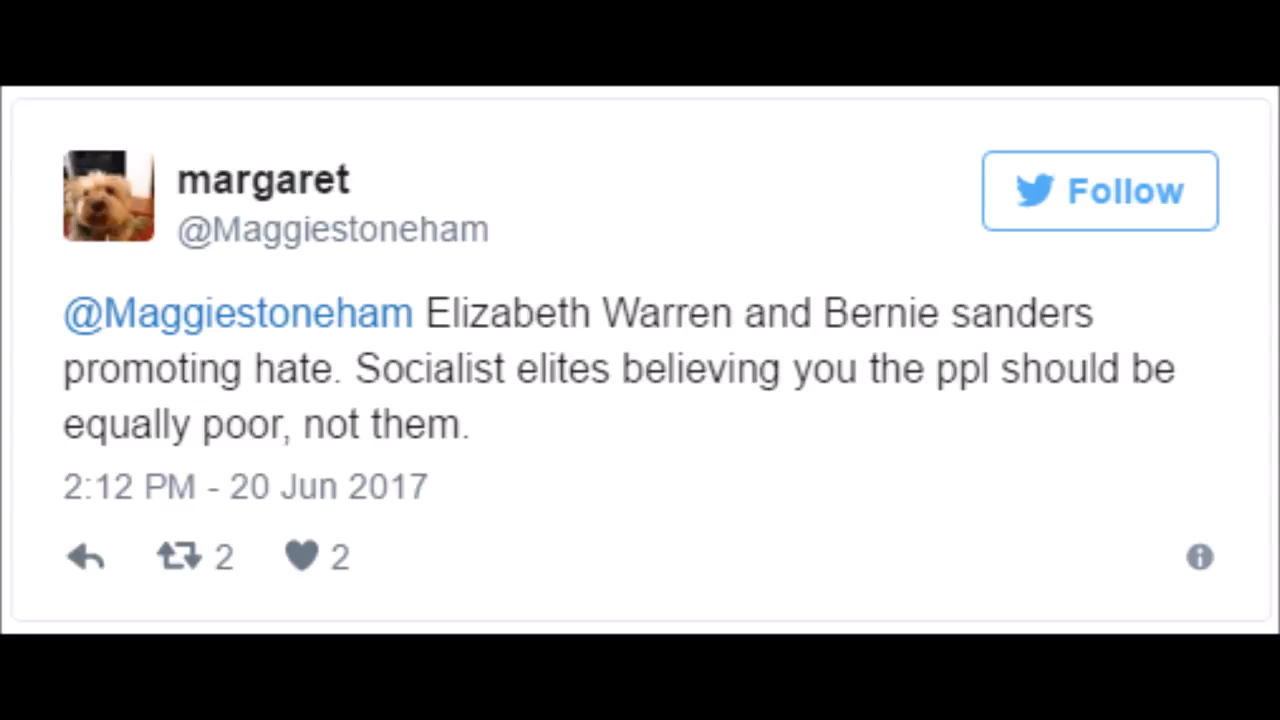 margaret
@Maggiestoneham
Follow
@Maggiestoneham Elizabeth Warren and Bernie sanders
promoting hate. Socialist elites believing you the ppl should be
equally poor, not them.
2:12 PM - 20 Jun 2017
2 2